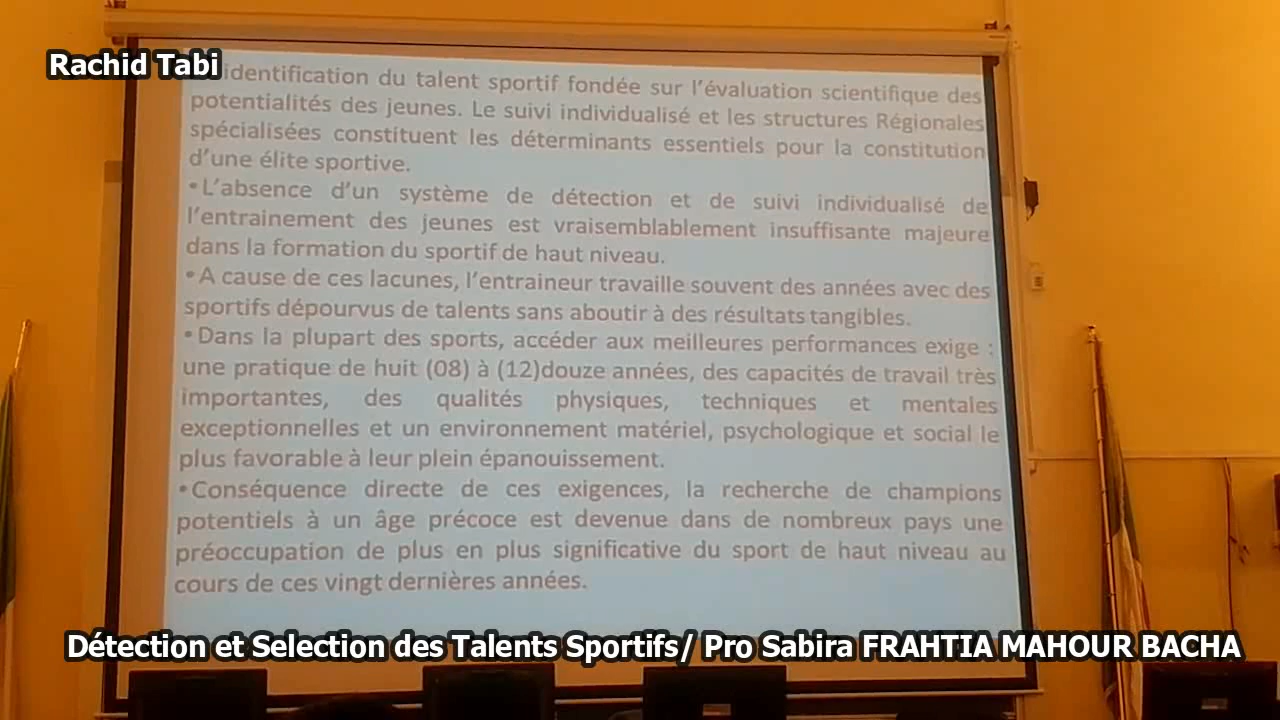 Rachid Tabi
identification du talent sportif fondée sur l'évaluation scientifique des
potentialités des jeunes. Le suivi individualisé et les structures Régionales
spécialisées constituent les déterminants essentiels pour la constitution
d'une élite sportive.
•L'absence d'un système de détection et de suivi individualisé de
l'entrainement des jeunes est vraisemblablement insuffisante majeure
dans la formation du sportif de haut niveau.
•A cause de ces lacunes, l'entraineur travaille souvent des années avec des
sportifs dépourvus de talents sans aboutir à des résultats tangibles.
•Dans la plupart des sports, accéder aux meilleures performances exige :
une pratique de huit (08) à (12)douze années, des capacités de travail très
importantes, des qualités physiques, techniques et mentales
exceptionnelles et un environnement matériel, psychologique et social le
plus favorable à leur plein épanouissement.
•Conséquence directe de ces exigences, la recherche de champions
potentiels à un âge précoce est devenue dans de nombreux pays une
préoccupation de plus en plus significative du sport de haut niveau au
cours de ces vingt dernières années.
Détection et Selection des Talents Sportifs/ Pro Sabira FRAHTIA MAHOUR BACHA